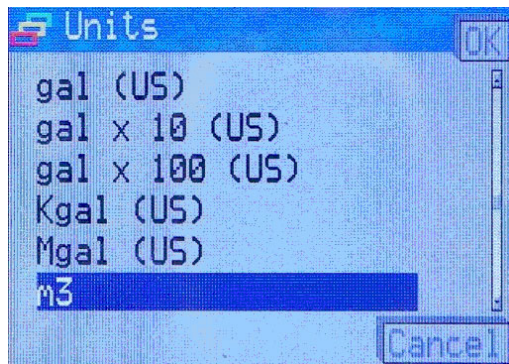 Units
OK
gal (US)
gal x 10 (US)
gal x 100 (US)
Kgal (US)
Mgal (US)
m3
Cancel